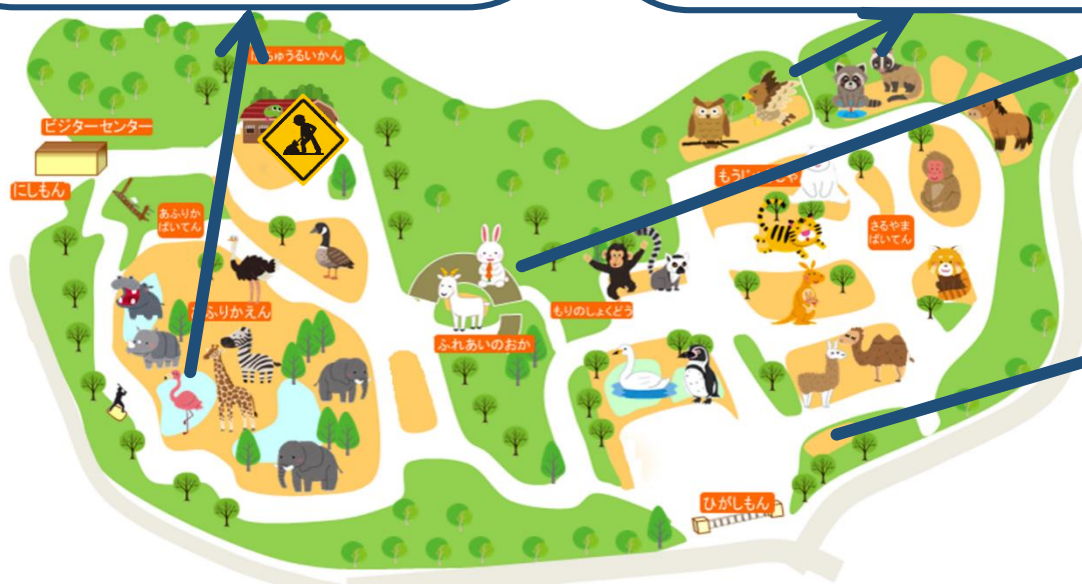 はちゅうるいかん
ビジターセンター
にしもん
あふりか
ばいてん
あふりかえん
ふれあいのおか
もりのしょくどう
さるやま
ばいてん
ひがしもん